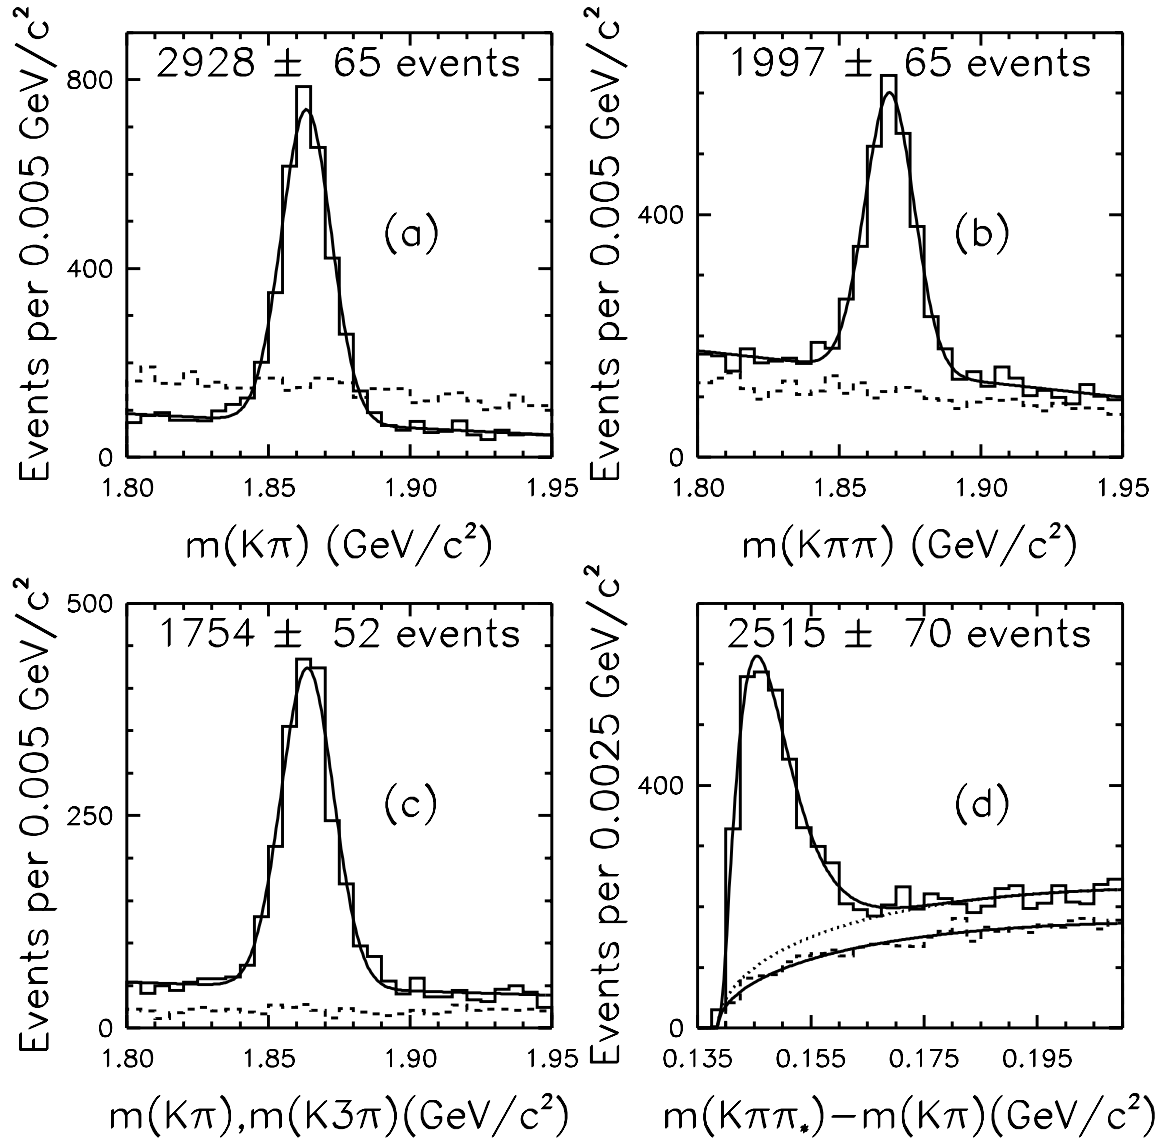 2928 ± 65 events
Events per 0.005 GeV/c²
800
400
0
(a)
1.80 1.85 1.90 1.95
m(Kπ) (GeV/c²)
1997 ± 65 events
Events per 0.005 GeV/c²
400
0
(b)
1.80 1.85 1.90 1.95
m(Kππ) (GeV/c²)
1754 ± 52 events
Events per 0.005 GeV/c²
500
250
0
(c)
1.80 1.85 1.90 1.95
m(Kπ),m(K3π)(GeV/c²)
2515 ± 70 events
Events per 0.0025 GeV/c²
400
0
(d)
0.135 0.155 0.175 0.195
m(Kππ*)−m(Kπ)(GeV/c²)